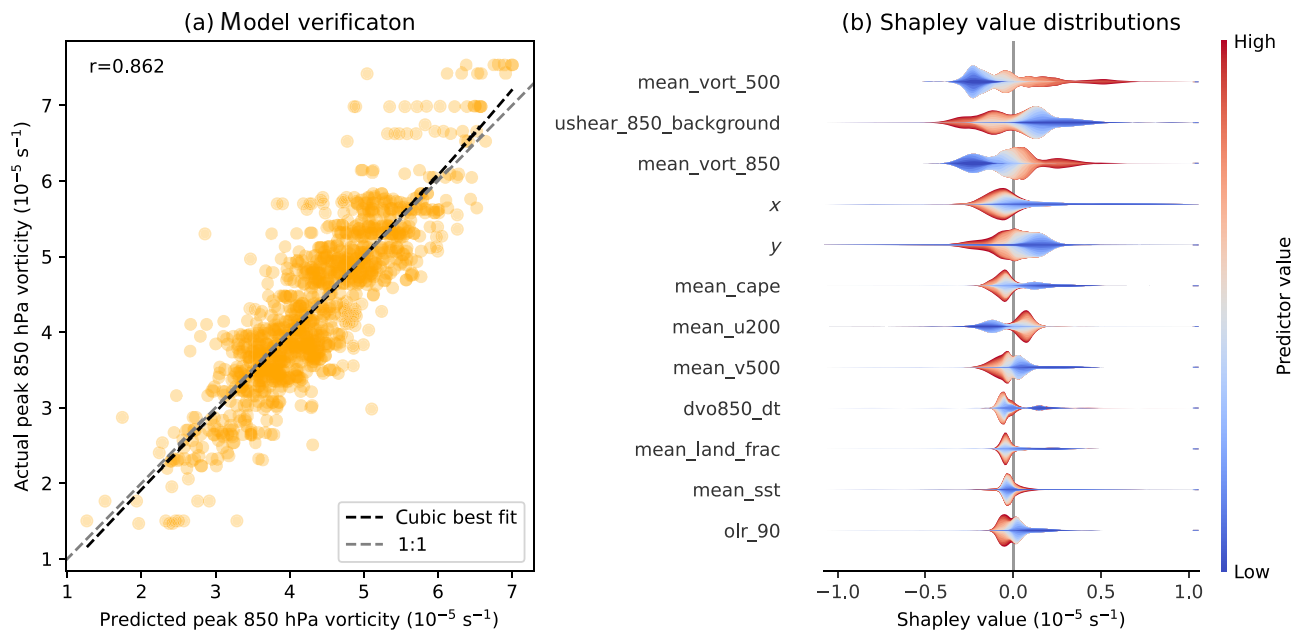 (a) Model verificaton
r=0.862
7
6
5
4
3
2
1
Actual peak 850 hPa vorticity (10⁻⁵ s⁻¹)
Cubic best fit
1:1
1 2 3 4 5 6 7
Predicted peak 850 hPa vorticity (10⁻⁵ s⁻¹)
(b) Shapley value distributions
mean_vort_500
ushear_850_background
mean_vort_850
x
y
mean_cape
mean_u200
mean_v500
dvo850_dt
mean_land_frac
mean_sst
olr_90
−1.0 −0.5 0.0 0.5 1.0
Shapley value (10⁻⁵ s⁻¹)
High
Predictor value
Low